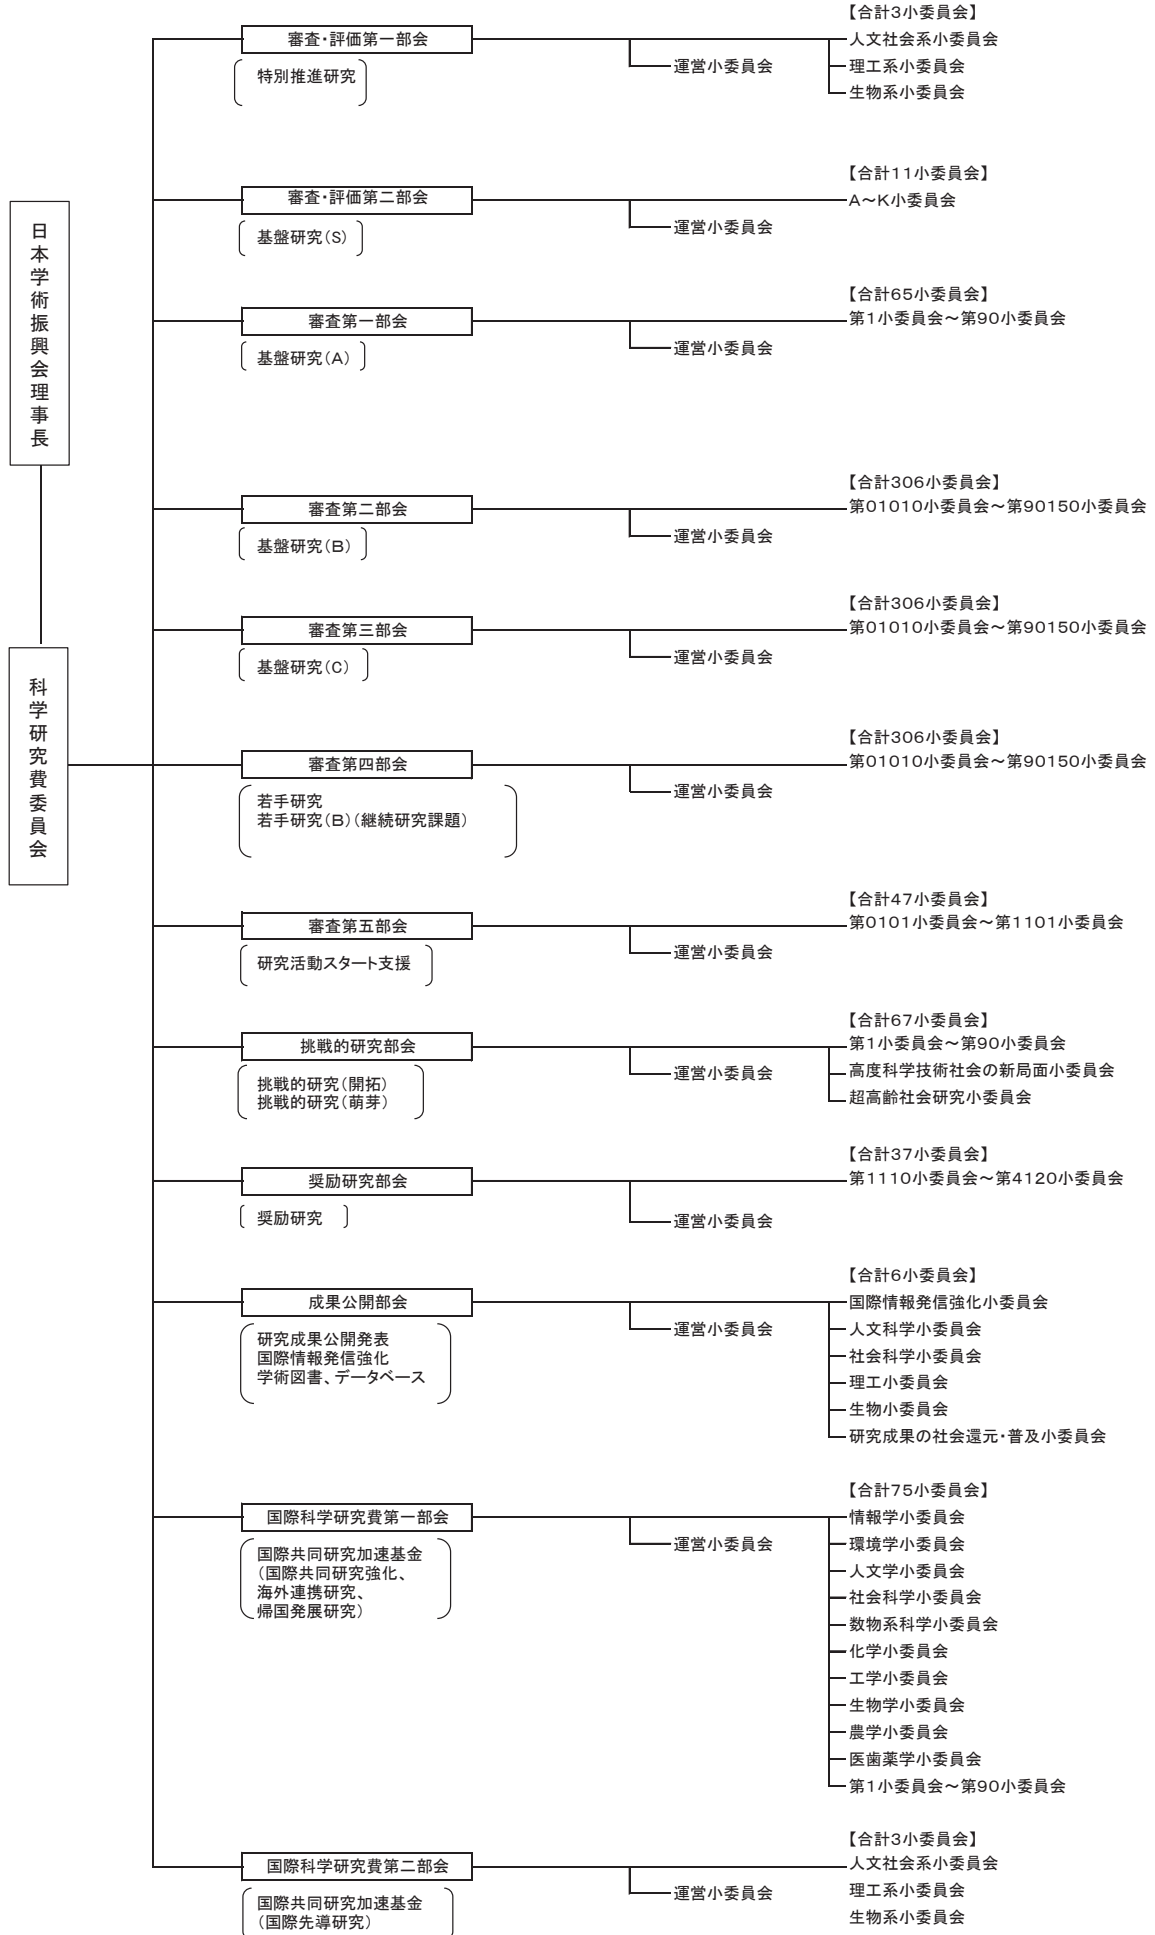 日本学術振興会理事長
科学研究費委員会
審査・評価第一部会
特別推進研究
運営小委員会
【合計3小委員会】
人文社会系小委員会
理工系小委員会
生物系小委員会
審査・評価第二部会
基盤研究(S)
運営小委員会
【合計11小委員会】
A～K小委員会
審査第一部会
基盤研究(A)
運営小委員会
【合計65小委員会】
第1小委員会～第90小委員会
審査第二部会
基盤研究(B)
運営小委員会
【合計306小委員会】
第01010小委員会～第90150小委員会
審査第三部会
基盤研究(C)
運営小委員会
【合計306小委員会】
第01010小委員会～第90150小委員会
審査第四部会
若手研究
若手研究(B)(継続研究課題)
運営小委員会
【合計306小委員会】
第01010小委員会～第90150小委員会
審査第五部会
研究活動スタート支援
運営小委員会
【合計47小委員会】
第0101小委員会～第1101小委員会
挑戦的研究部会
挑戦的研究(開拓)
挑戦的研究(萌芽)
運営小委員会
【合計67小委員会】
第1小委員会～第90小委員会
高度科学技術社会の新局面小委員会
超高齢社会研究小委員会
奨励研究部会
奨励研究
運営小委員会
【合計37小委員会】
第1110小委員会～第4120小委員会
成果公開部会
研究成果公開発表
国際情報発信強化
学術図書、データベース
運営小委員会
【合計6小委員会】
国際情報発信強化小委員会
人文科学小委員会
社会科学小委員会
理工小委員会
生物小委員会
研究成果の社会還元・普及小委員会
国際科学研究費第一部会
国際共同研究加速基金
(国際共同研究強化、
海外連携研究、
帰国発展研究)
運営小委員会
【合計75小委員会】
情報学小委員会
環境学小委員会
人文学小委員会
社会科学小委員会
数物系科学小委員会
化学小委員会
工学小委員会
生物学小委員会
農学小委員会
医歯薬学小委員会
第1小委員会～第90小委員会
国際科学研究費第二部会
国際共同研究加速基金
(国際先導研究)
運営小委員会
【合計3小委員会】
人文社会系小委員会
理工系小委員会
生物系小委員会